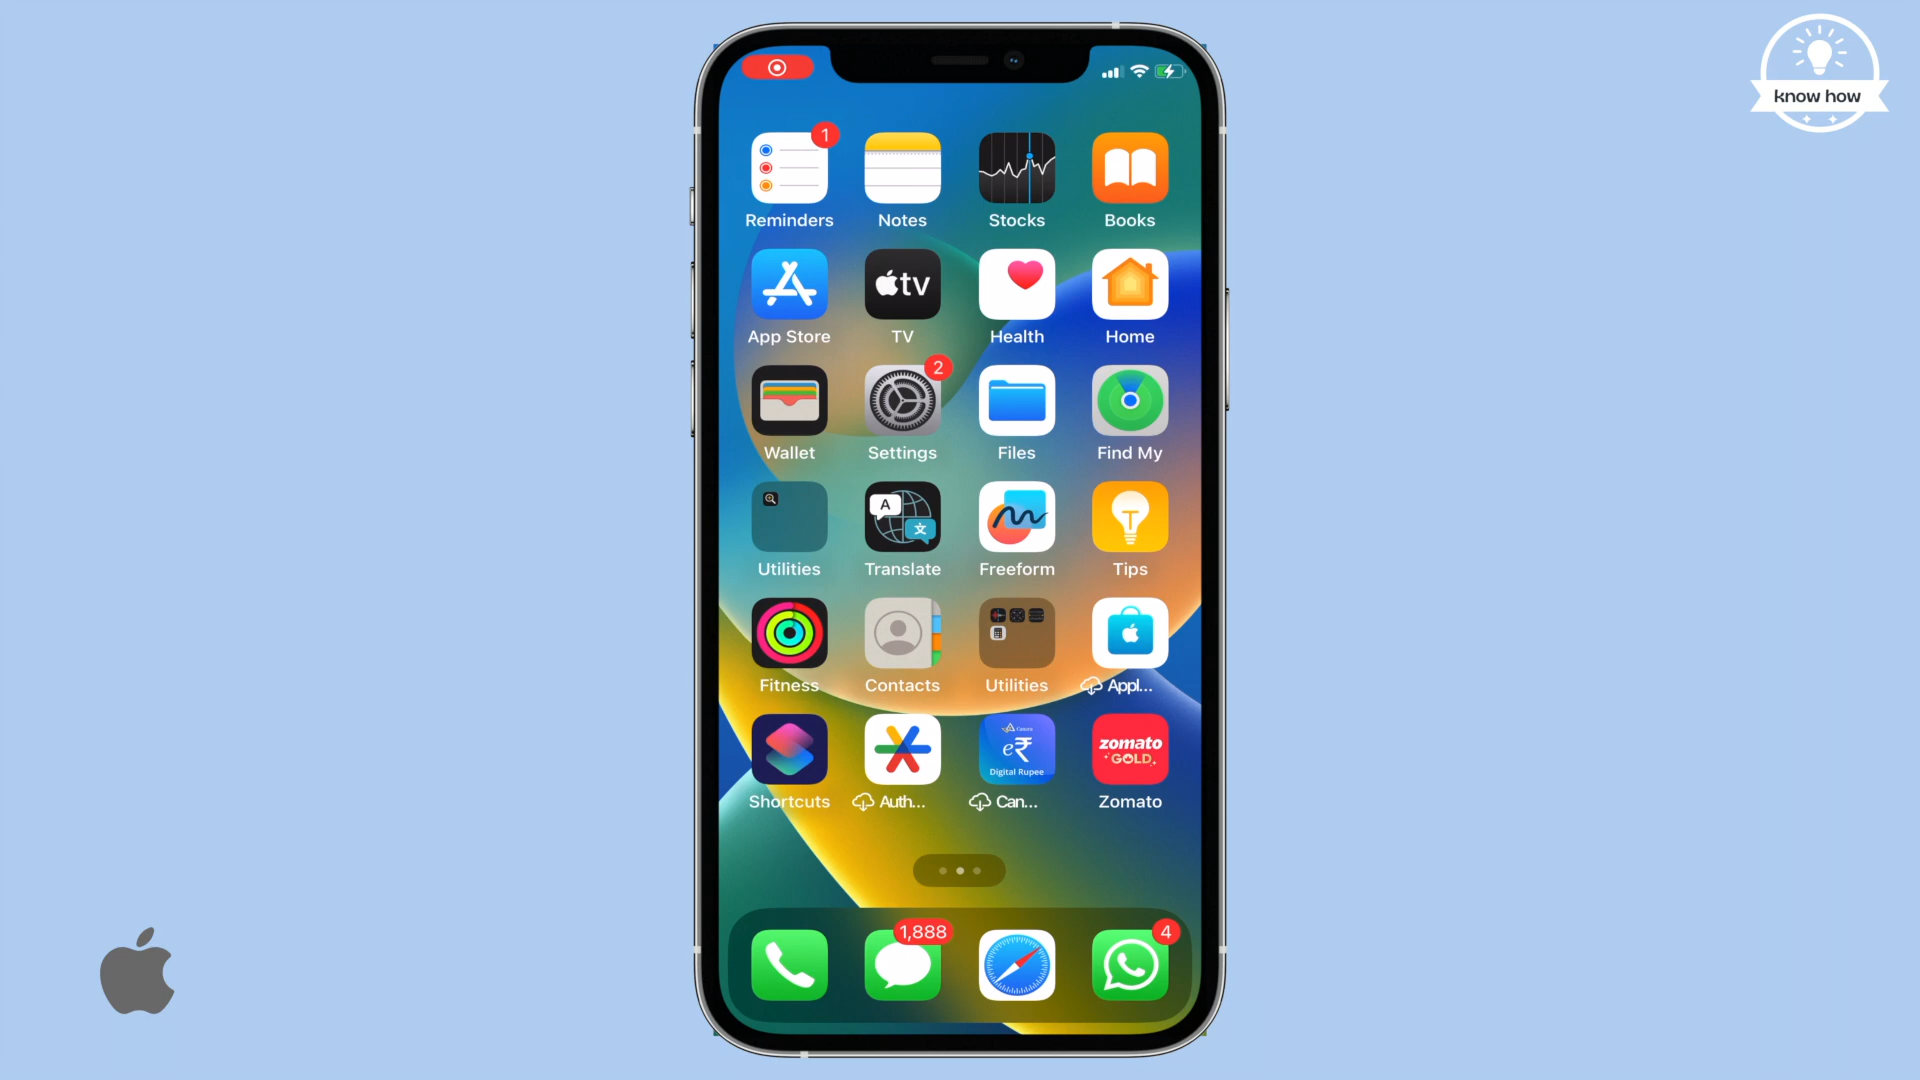 know how
1
Reminders
Notes
Stocks
Books
tv
App Store
TV
Health
Home
2
Wallet
Settings
Files
Find My
A
文
Utilities
Translate
Freeform
Tips
Fitness
Contacts
Utilities
Appl...
Canara
e₹
Digital Rupee
zomato
GOLD
Shortcuts
Auth...
Can...
Zomato
1,888
4